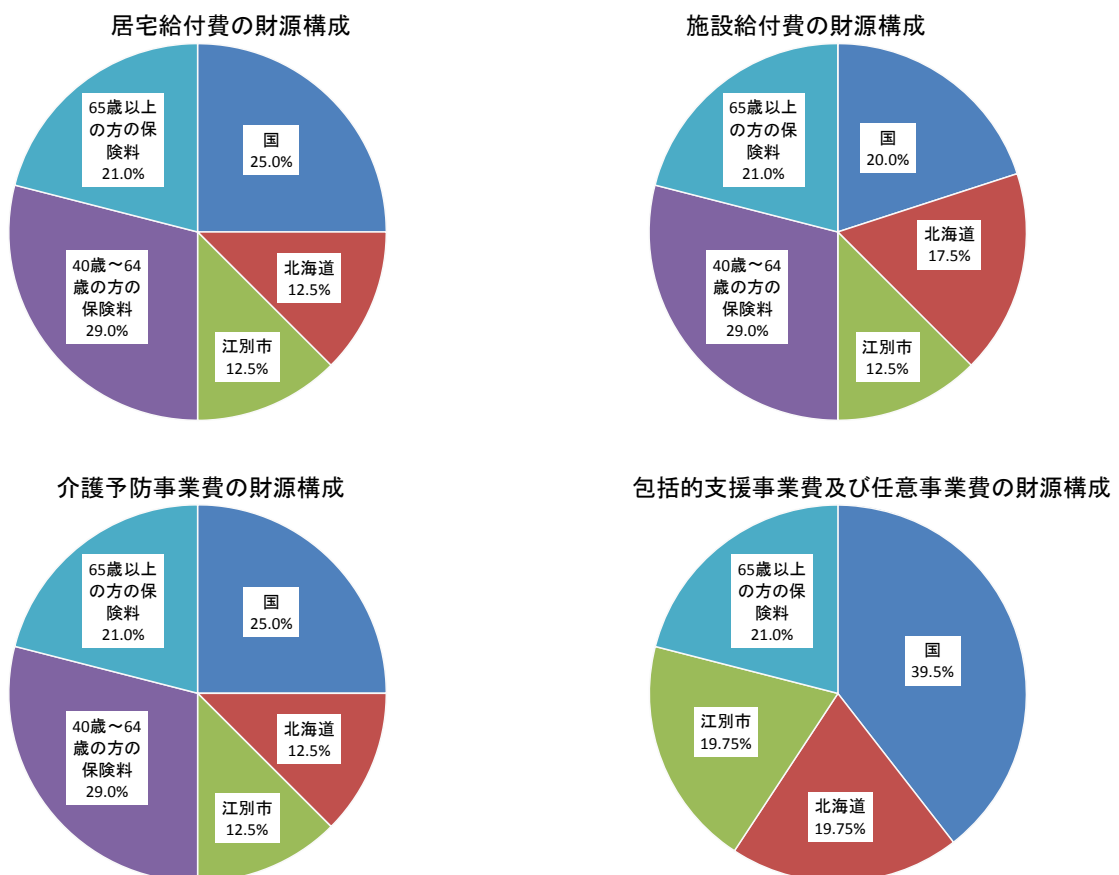 居宅給付費の財源構成
65歳以上
の方の保
険料
21.0%
国
25.0%
40歳～64
歳の方の
保険料
29.0%
北海道
12.5%
江別市
12.5%
施設給付費の財源構成
65歳以上
の方の保
険料
21.0%
国
20.0%
北海道
17.5%
40歳～64
歳の方の
保険料
29.0%
江別市
12.5%
介護予防事業費の財源構成
65歳以上
の方の保
険料
21.0%
国
25.0%
40歳～64
歳の方の
保険料
29.0%
北海道
12.5%
江別市
12.5%
包括的支援事業費及び任意事業費の財源構成
65歳以上
の方の保
険料
21.0%
国
39.5%
江別市
19.75%
北海道
19.75%